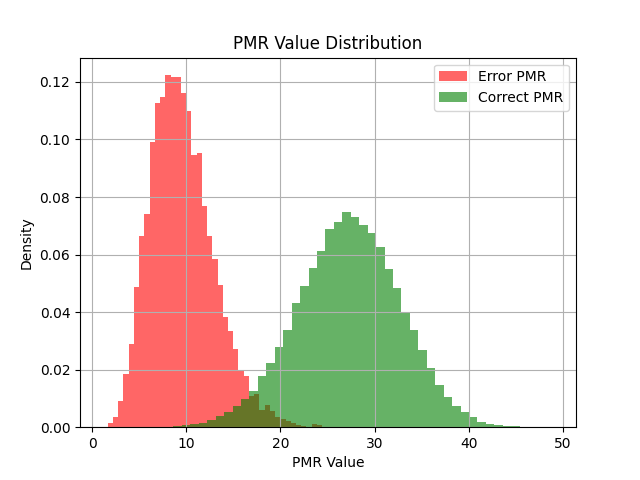 PMR Value Distribution
Error PMR
Correct PMR
0.12
0.10
0.08
0.06
0.04
0.02
0.00
Density
0 10 20 30 40 50
PMR Value